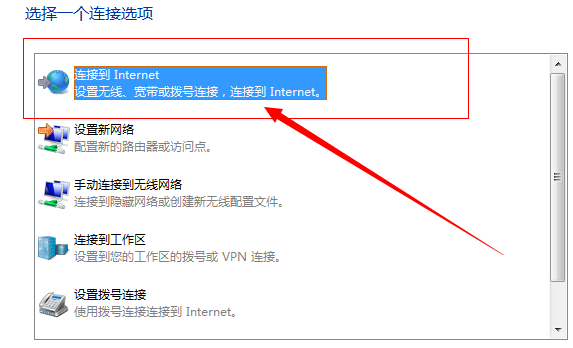 选择一个连接选项
连接到 Internet
设置无线、宽带或拨号连接，连接到 Internet。
设置新网络
配置新的路由器或访问点。
手动连接到无线网络
连接到隐藏网络或创建新无线配置文件。
连接到工作区
设置到您的工作区的拨号或 VPN 连接。
设置拨号连接
使用拨号连接连接到 Internet。